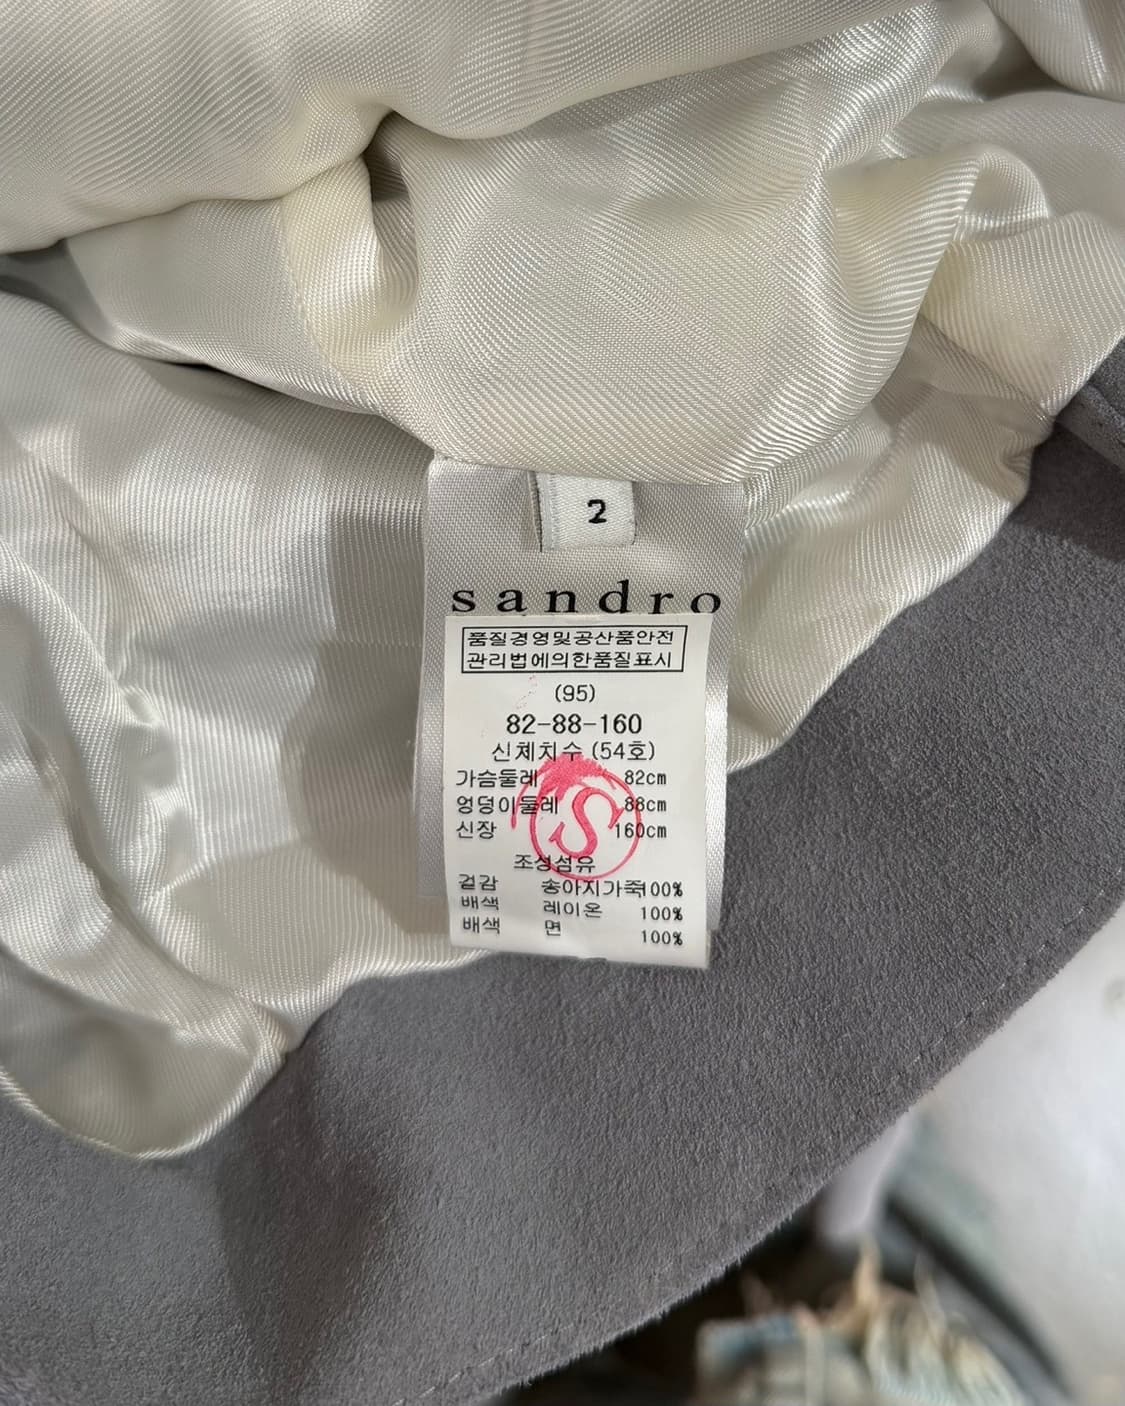 2
sandro
품질경영및공산품안전
관리법에의한품질표시
(95)
82-88-160
신체치수 (54호)
가슴둘레 82cm
엉덩이둘레 88cm
신장 160cm
S
조성섬유
겉감 송아지가죽100%
배색 레이온 100%
배색 면 100%